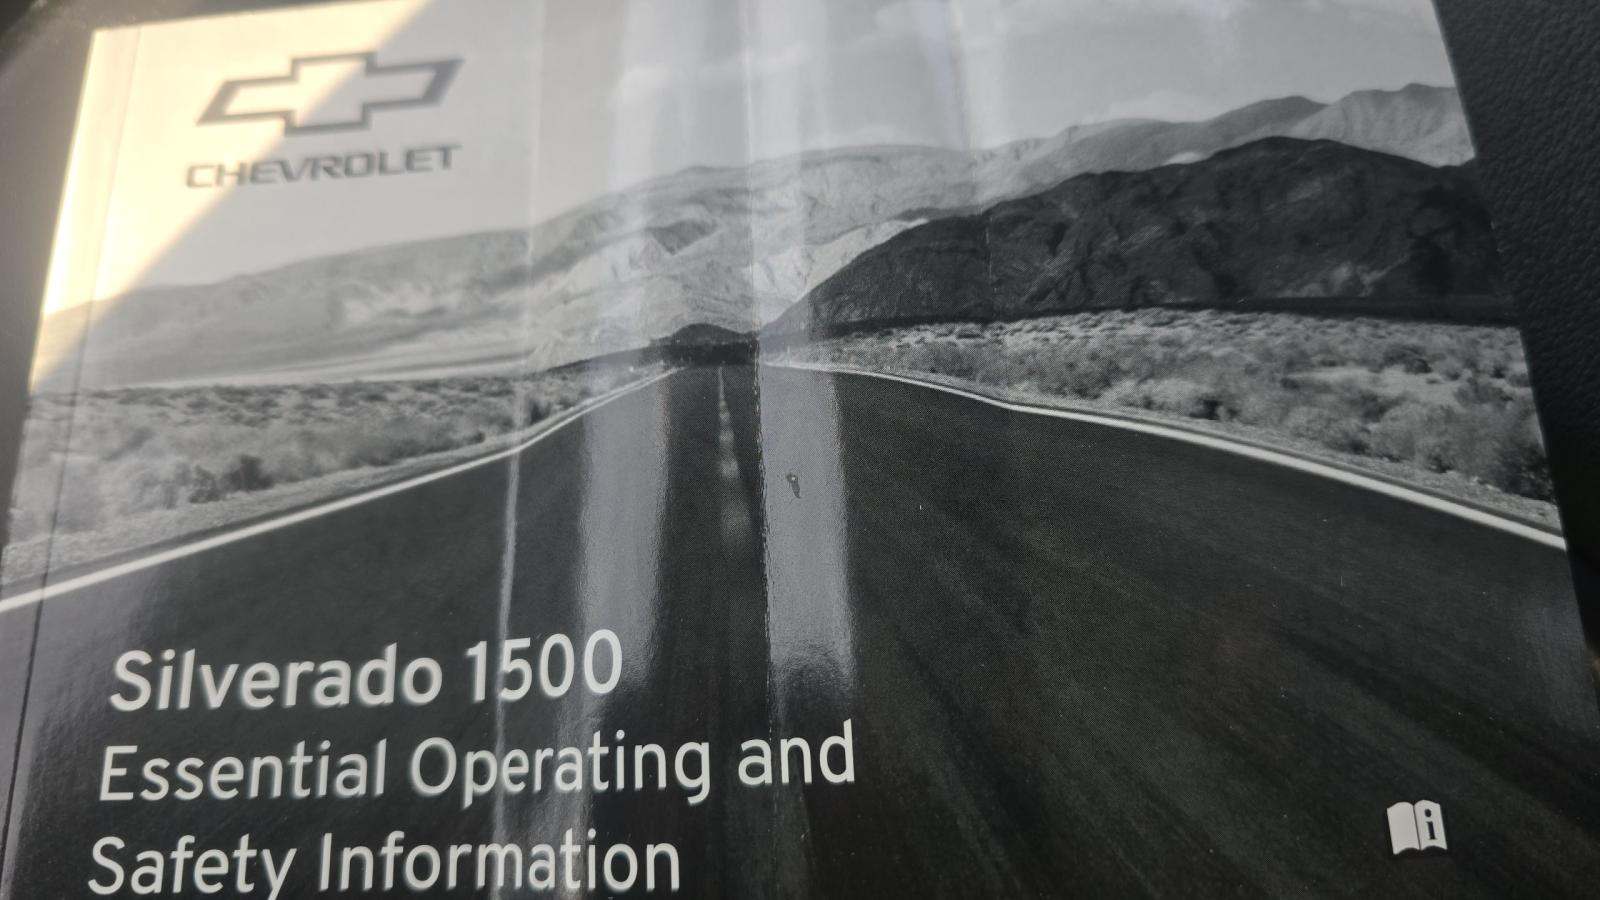 CHEVROLET
Silverado 1500
Essential Operating and
Safety Information
i